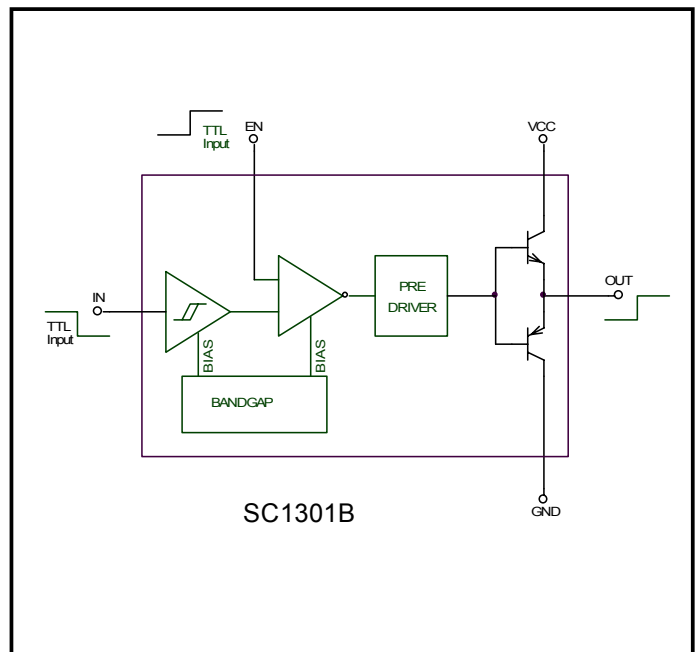 TTL
Input
EN
VCC
IN
TTL
Input
PRE
DRIVER
OUT
BIAS
BIAS
BANDGAP
GND
SC1301B